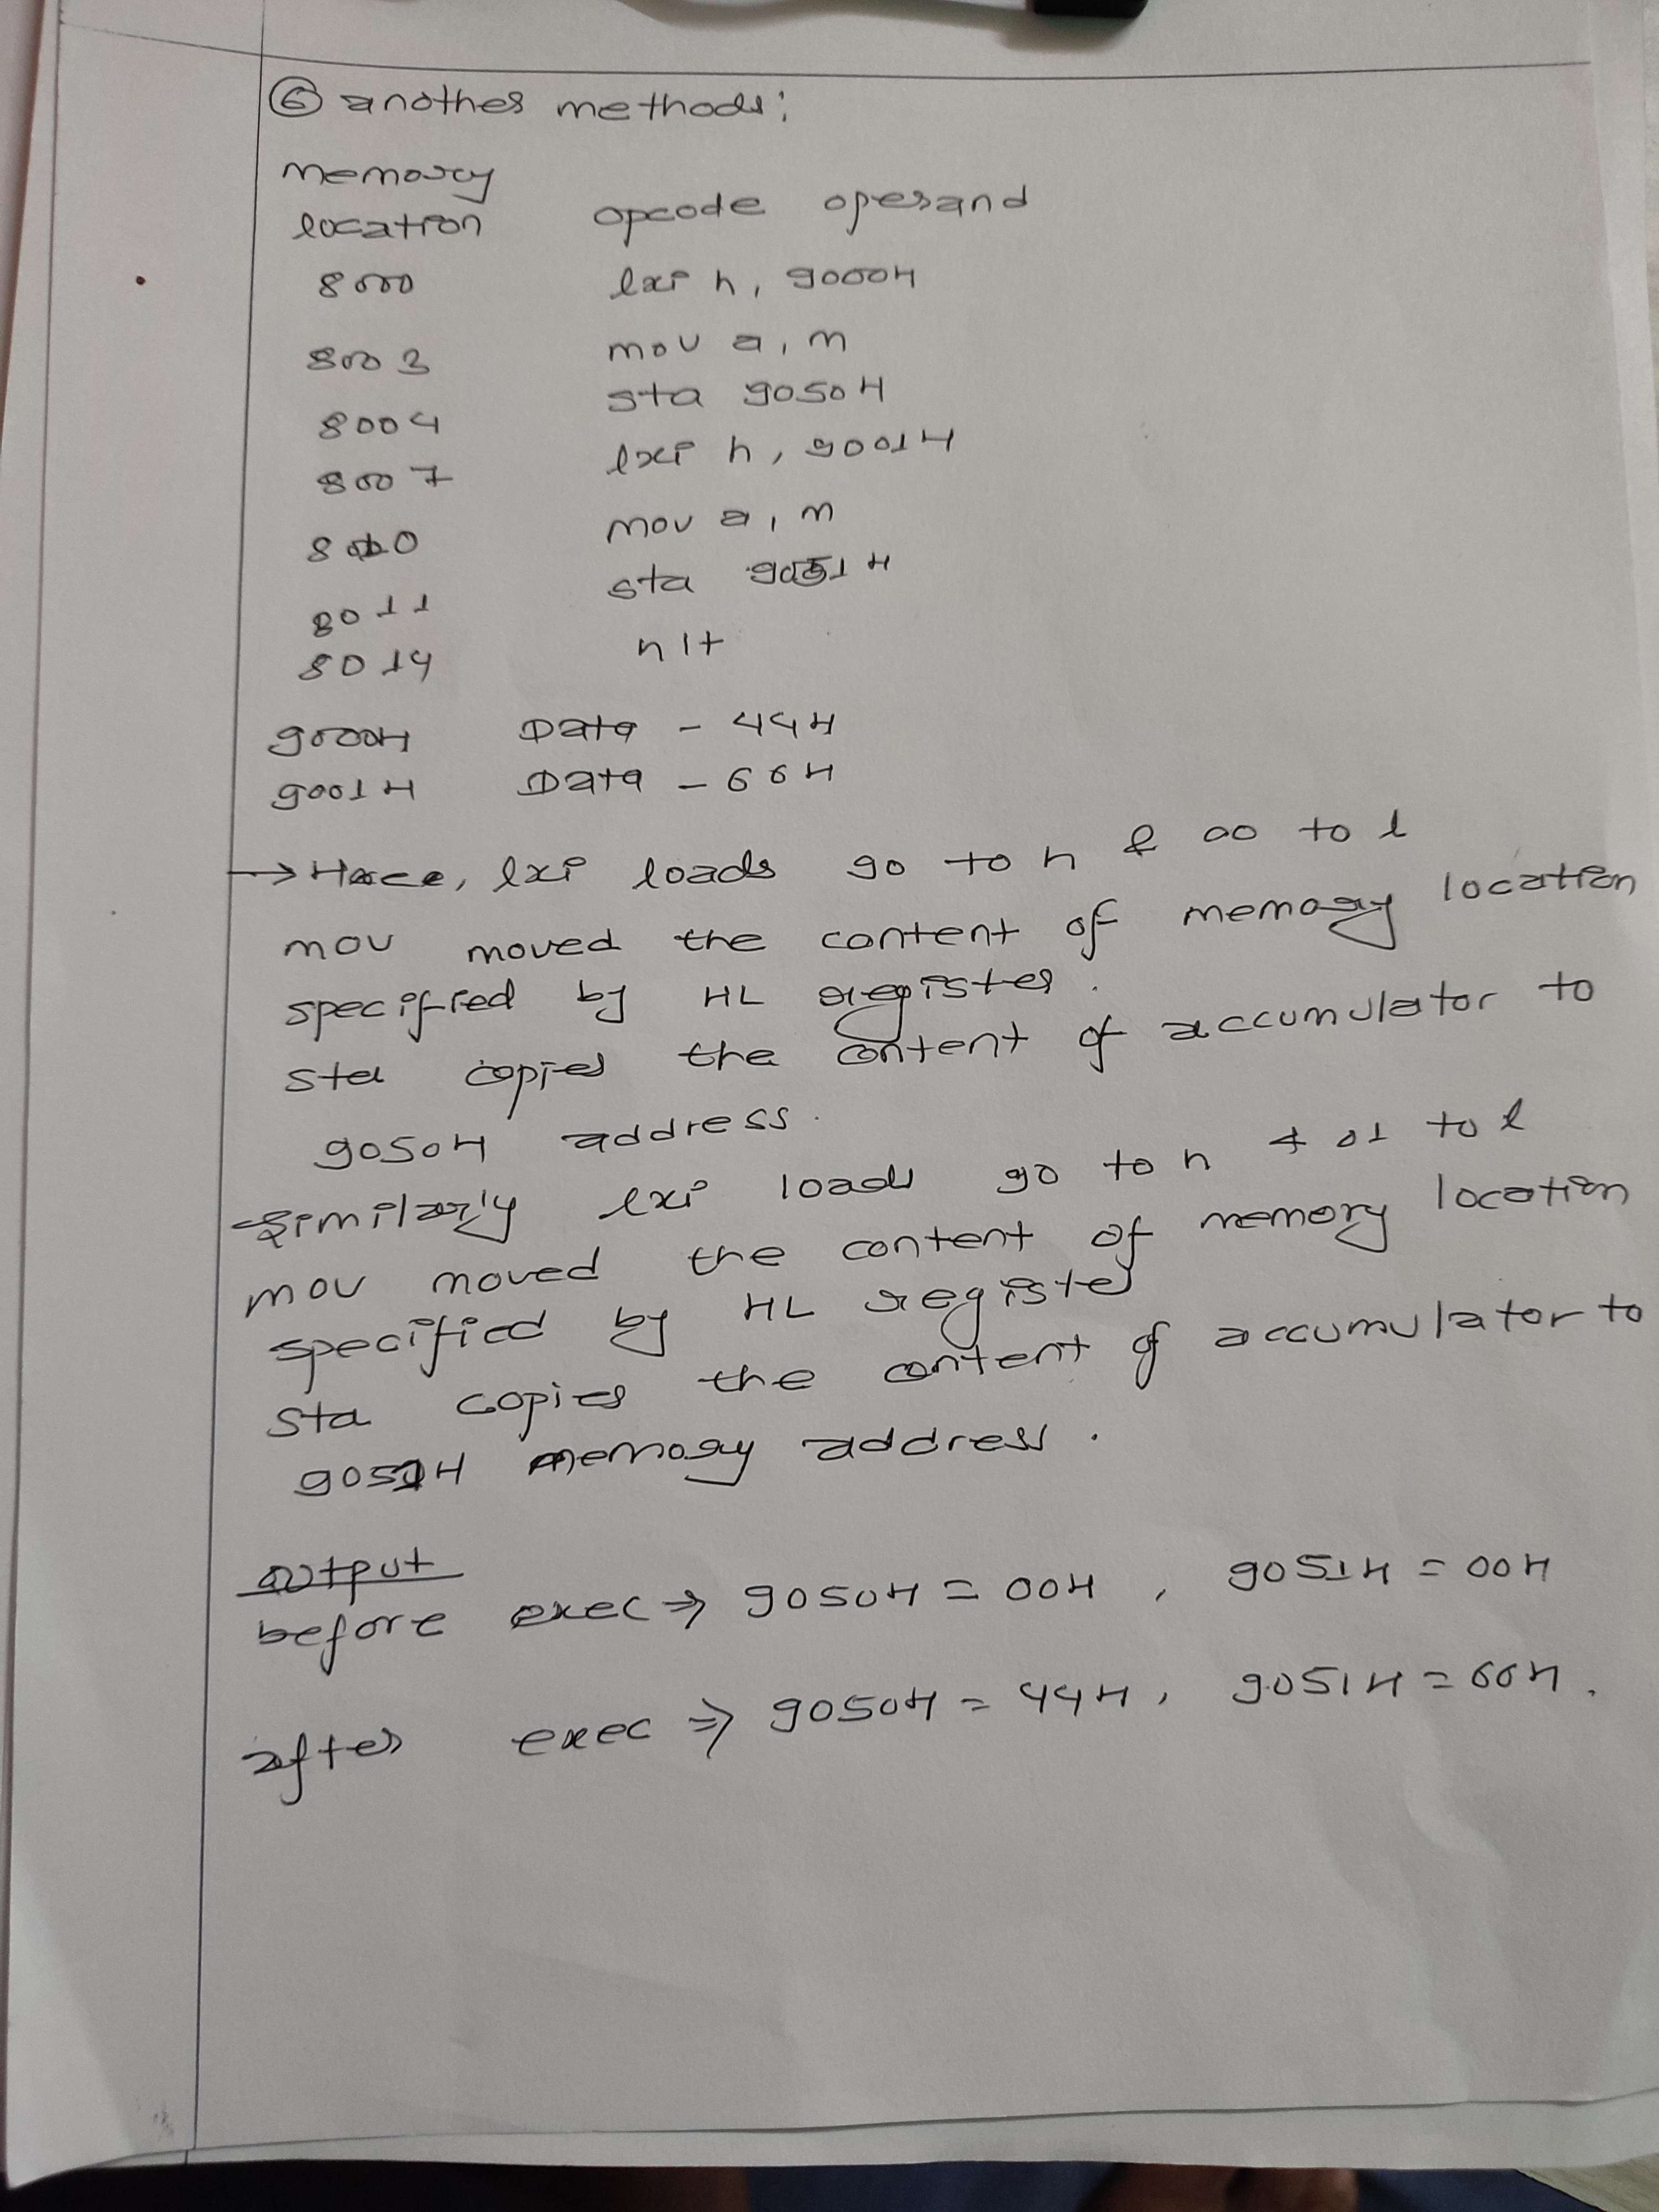 ⑥ another methods:
memory
location opcode operand
8000 lxi h, 9000H
8003 mov a, m
8004 sta 9050H
8007 lxi h, 9001H
8010 mov a, m
8011 sta 9051H
8014 hlt
9000H Data - 44H
9001H Data - 66H
→ Here, lxi loads 90 to h & 00 to l
mov moved the content of memory location
specified by HL register.
sta copies the content of accumulator to
9050H address.
similarly lxi loads 90 to h & 01 to l
mov moved the content of memory location
specified by HL register
sta copies the content of accumulator to
9051H memory address.
output
before exec ⇒ 9050H = 00H, 9051H = 00H
after exec ⇒ 9050H = 44H, 9051H = 66H.